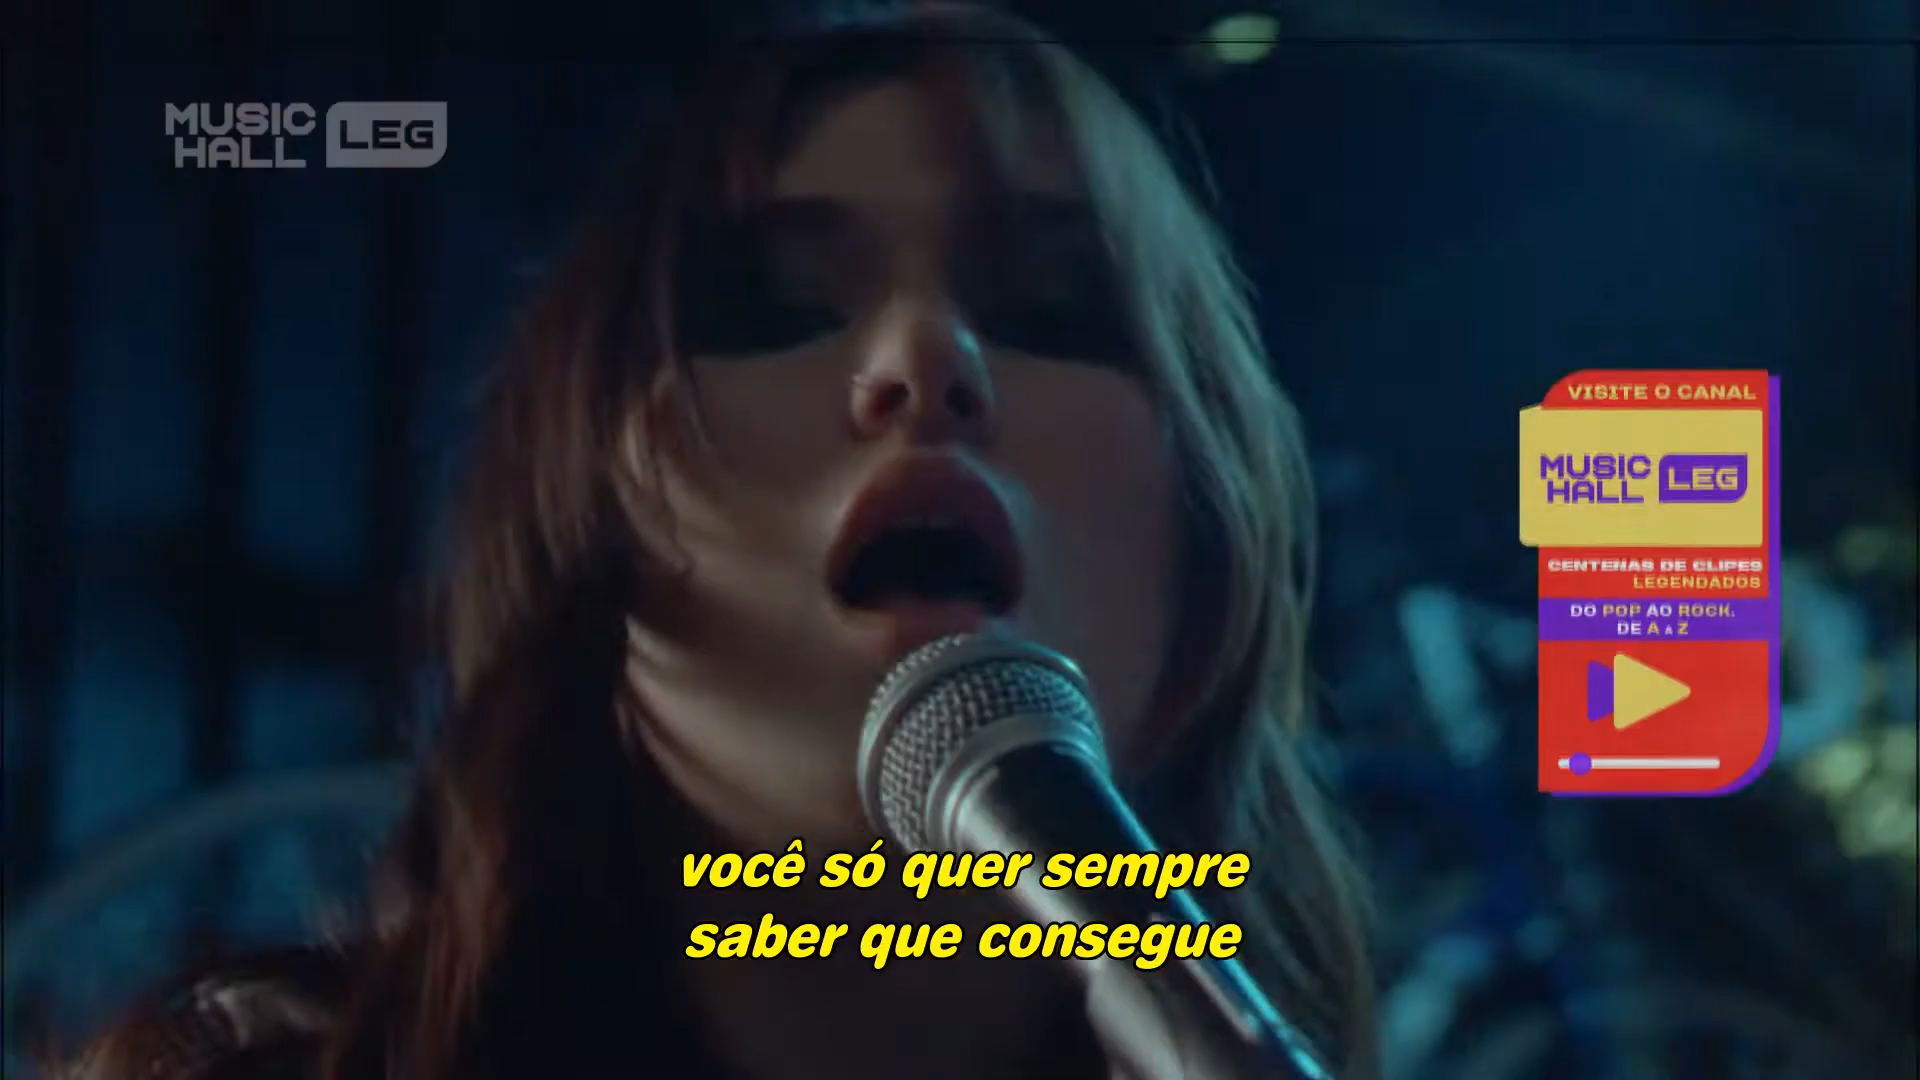 MUSIC
HALL LEG
VISITE O CANAL
MUSIC
HALL LEG
CENTENAS DE CLIPES
LEGENDADOS
DO POP AO ROCK.
DE A A Z
você só quer sempre
saber que consegue